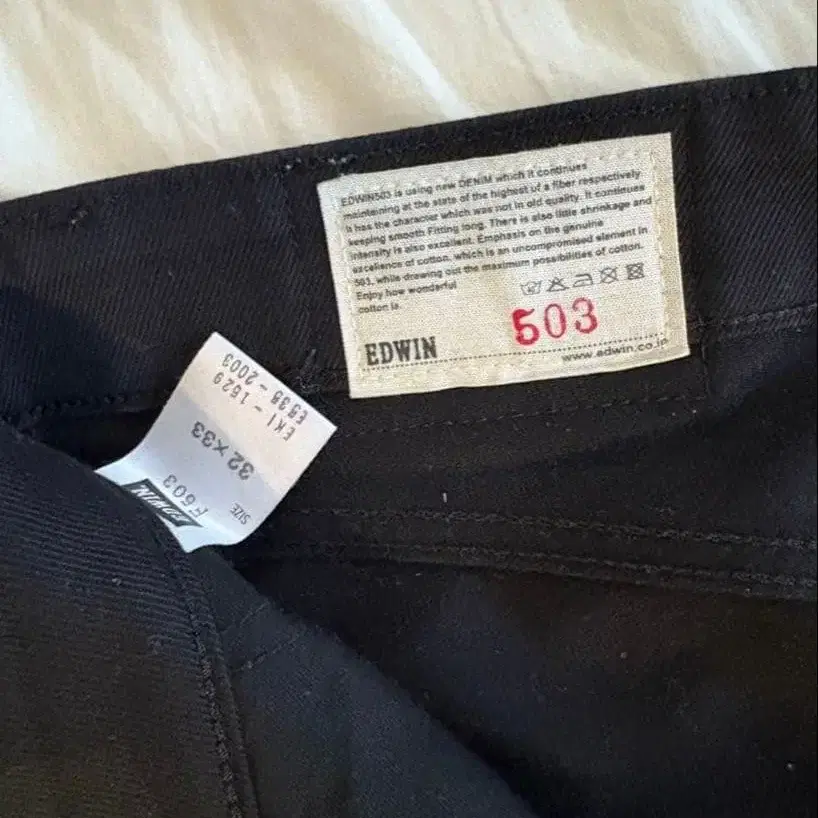 EDWIN503 is using new DENIM which it continues
maintaining at the state of the highest of a fiber respectively
It has the character which was not in old quality. It continues
keeping smooth Fitting long. There is also little shrinkage and
intensity is also excellent. Emphasis on the genuine
excellence of cotton, which is an uncompromised element in
503, while drawing out the maximum possibilities of cotton.
Enjoy how wonderful
cotton is.
503
EDWIN
www.edwin.co.jp
EDWIN
F503
SIZE
32×33
EKI-1629
E535-2003